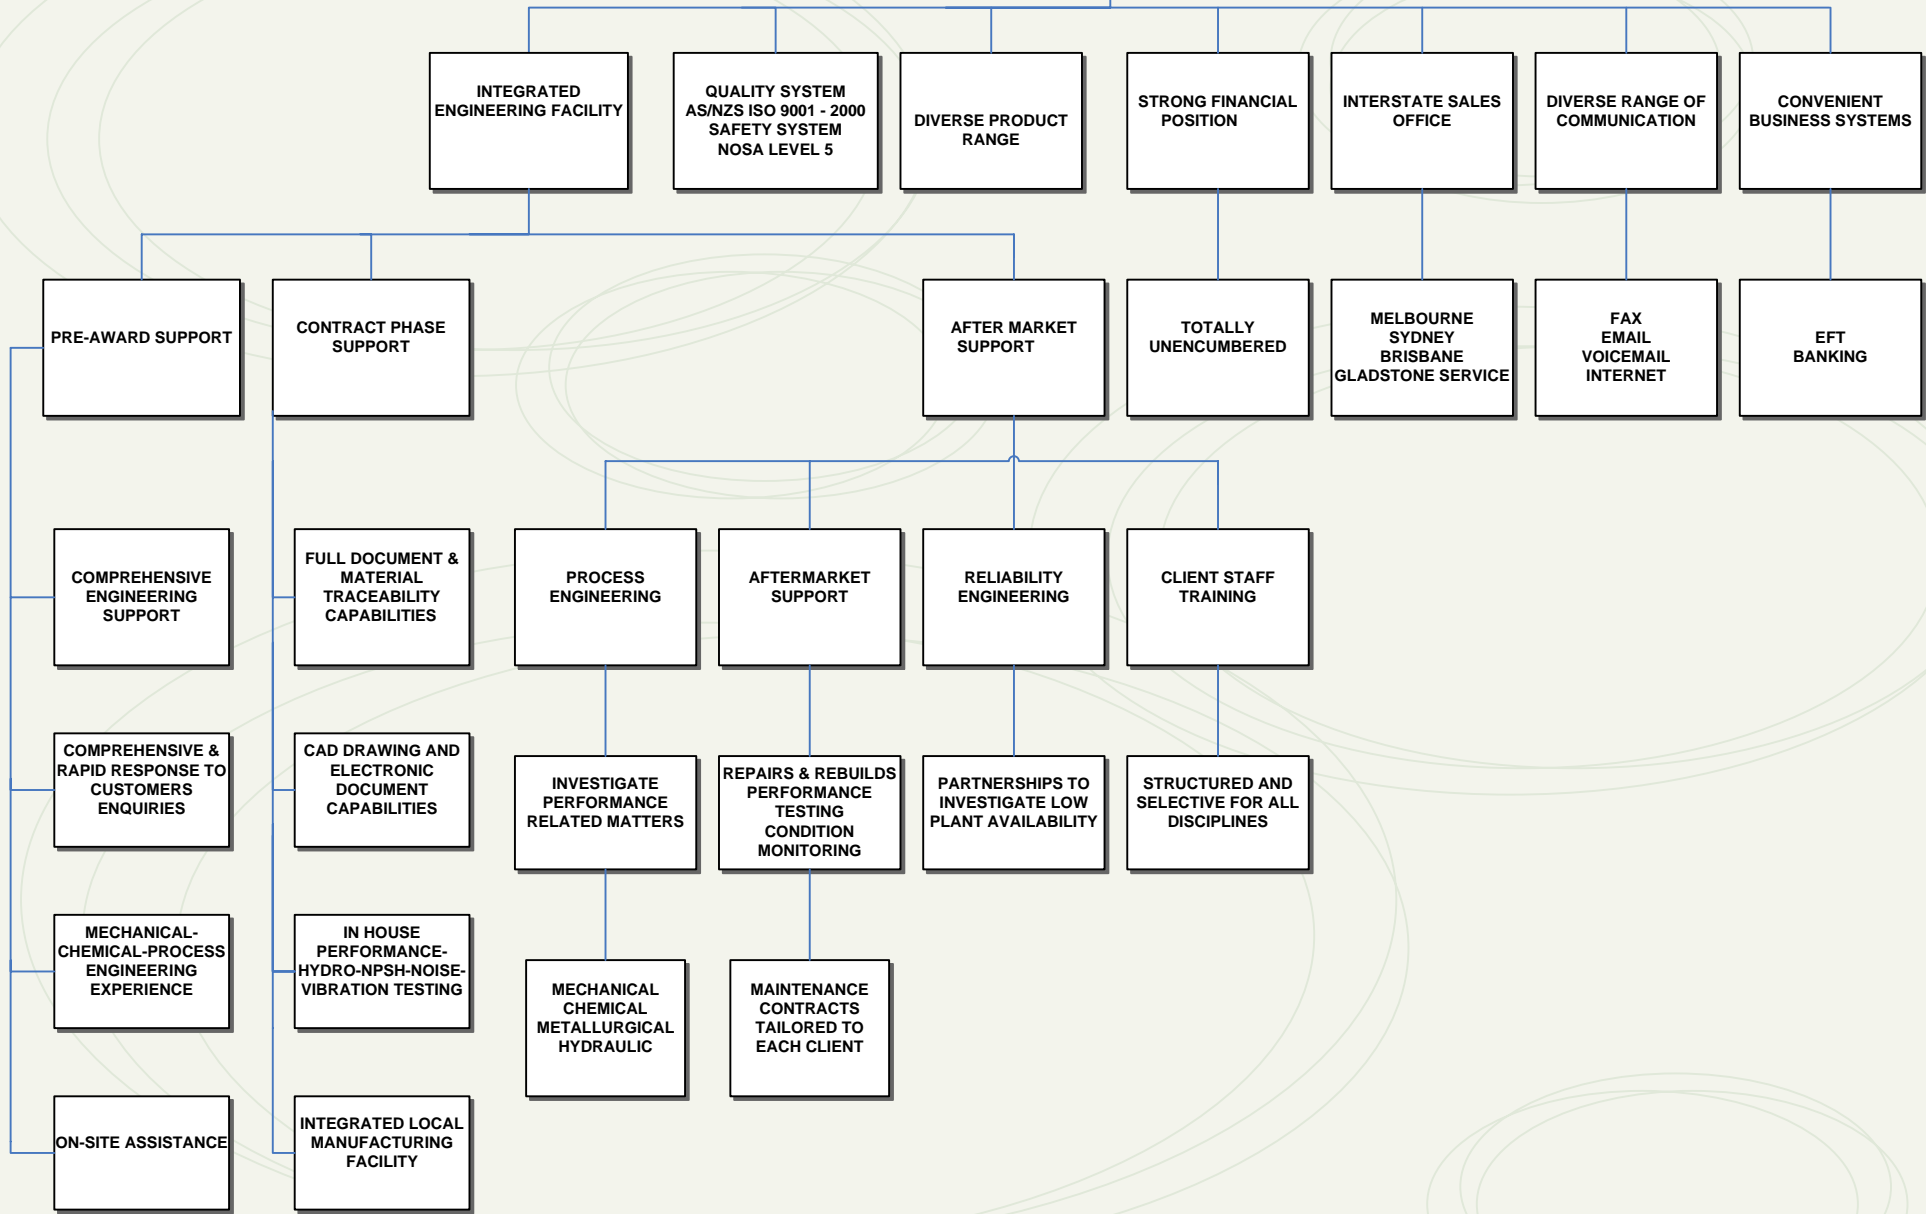 INTEGRATED
ENGINEERING FACILITY
QUALITY SYSTEM
AS/NZS ISO 9001 - 2000
SAFETY SYSTEM
NOSA LEVEL 5
DIVERSE PRODUCT
RANGE
STRONG FINANCIAL
POSITION
INTERSTATE SALES
OFFICE
DIVERSE RANGE OF
COMMUNICATION
CONVENIENT
BUSINESS SYSTEMS
PRE-AWARD SUPPORT
CONTRACT PHASE
SUPPORT
AFTER MARKET
SUPPORT
TOTALLY
UNENCUMBERED
MELBOURNE
SYDNEY
BRISBANE
GLADSTONE SERVICE
FAX
EMAIL
VOICEMAIL
INTERNET
EFT
BANKING
COMPREHENSIVE
ENGINEERING
SUPPORT
FULL DOCUMENT &
MATERIAL
TRACEABILITY
CAPABILITIES
PROCESS
ENGINEERING
AFTERMARKET
SUPPORT
RELIABILITY
ENGINEERING
CLIENT STAFF
TRAINING
COMPREHENSIVE &
RAPID RESPONSE TO
CUSTOMERS
ENQUIRIES
CAD DRAWING AND
ELECTRONIC
DOCUMENT
CAPABILITIES
INVESTIGATE
PERFORMANCE
RELATED MATTERS
REPAIRS & REBUILDS
PERFORMANCE
TESTING
CONDITION
MONITORING
PARTNERSHIPS TO
INVESTIGATE LOW
PLANT AVAILABILITY
STRUCTURED AND
SELECTIVE FOR ALL
DISCIPLINES
MECHANICAL-
CHEMICAL-PROCESS
ENGINEERING
EXPERIENCE
IN HOUSE
PERFORMANCE-
HYDRO-NPSH-NOISE-
VIBRATION TESTING
MECHANICAL
CHEMICAL
METALLURGICAL
HYDRAULIC
MAINTENANCE
CONTRACTS
TAILORED TO
EACH CLIENT
ON-SITE ASSISTANCE
INTEGRATED LOCAL
MANUFACTURING
FACILITY